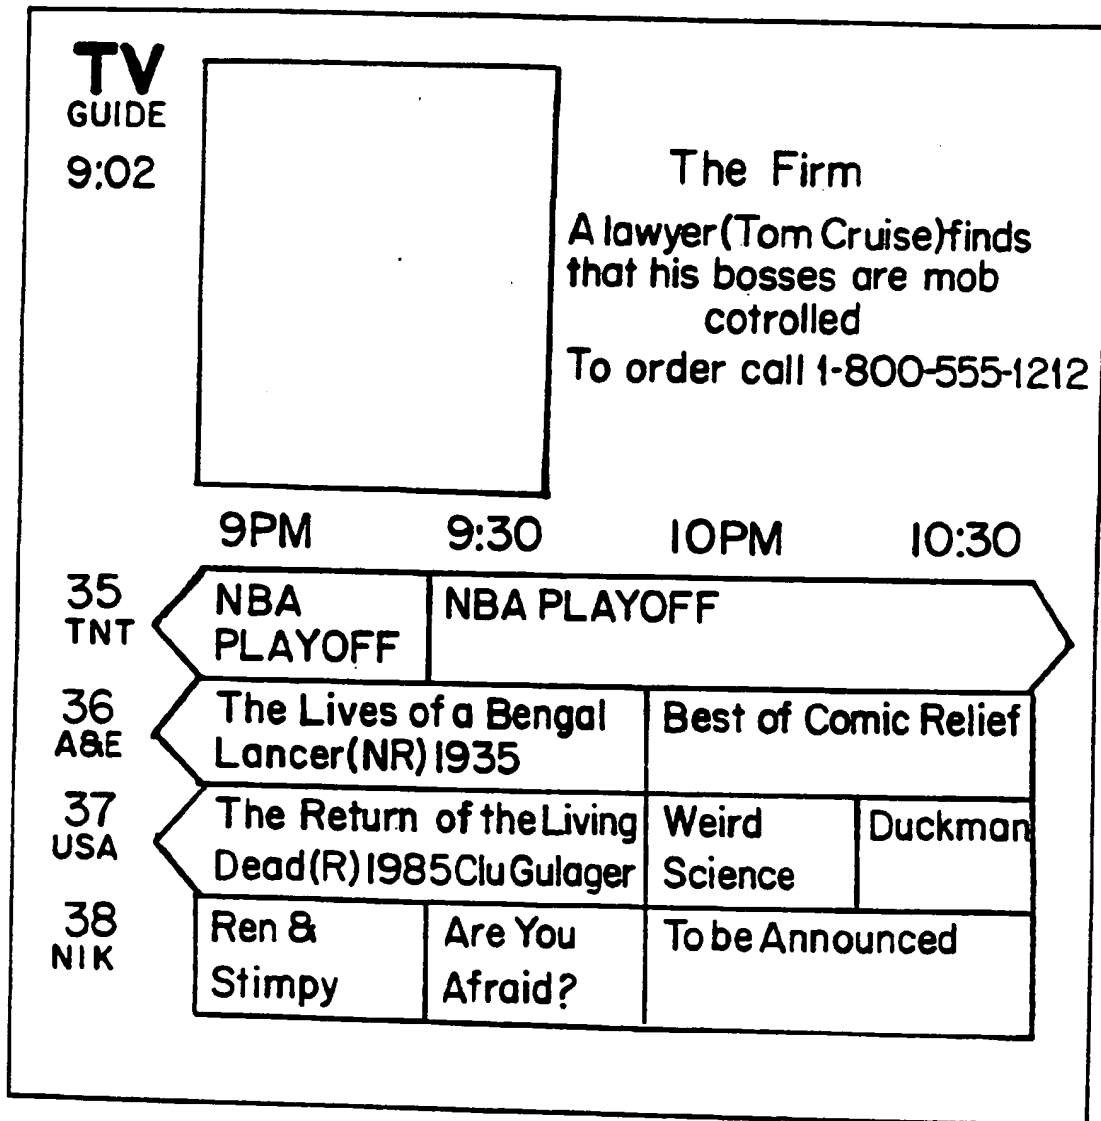 TV
GUIDE
9:02
The Firm
A lawyer(Tom Cruise)finds
that his bosses are mob
cotrolled
To order call 1-800-555-1212
9PM 9:30 10PM 10:30
35
TNT
NBA
PLAYOFF
NBA PLAYOFF
36
A&E
The Lives of a Bengal
Lancer(NR)1935
Best of Comic Relief
37
USA
The Return of the Living
Dead(R)1985 Clu Gulager
Weird
Science
Duckman
38
NIK
Ren &
Stimpy
Are You
Afraid?
To be Announced